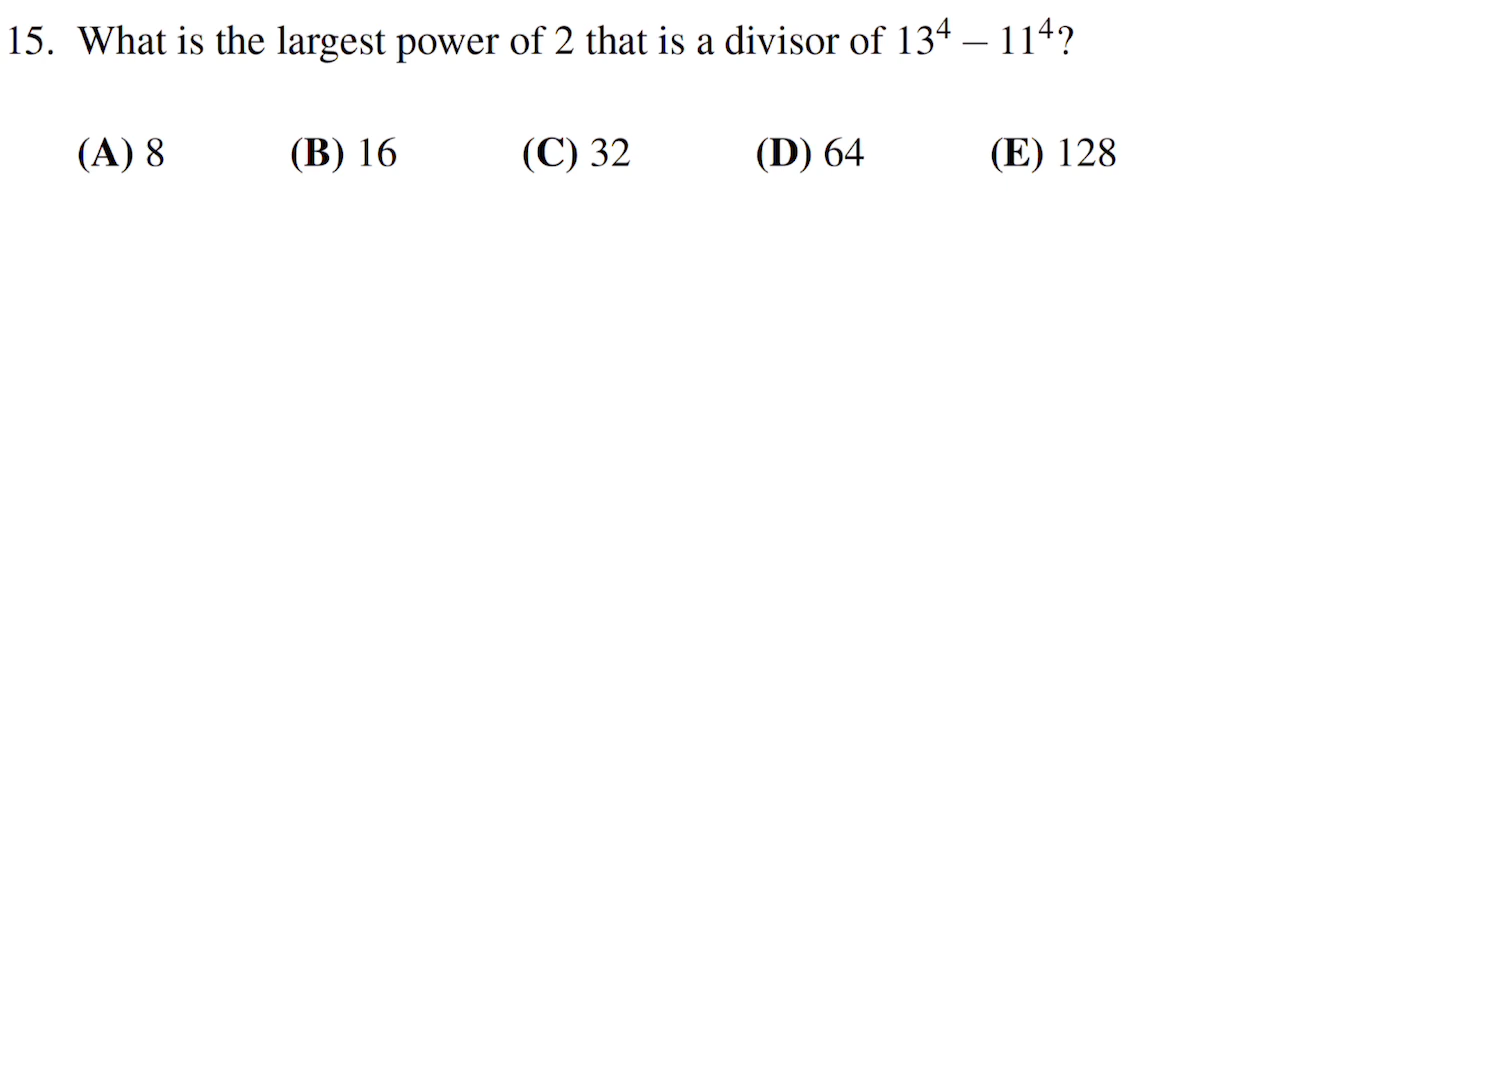 15. What is the largest power of 2 that is a divisor of 13⁴ – 11⁴?
(A) 8 (B) 16 (C) 32 (D) 64 (E) 128